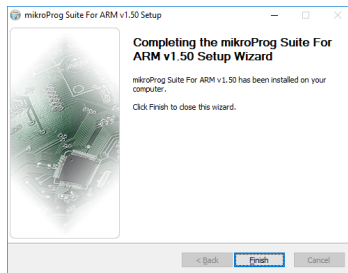 mikroProg Suite For ARM v1.50 Setup
Completing the mikroProg Suite For
ARM v1.50 Setup Wizard
mikroProg Suite For ARM v1.50 has been installed on your
computer.
Click Finish to close this wizard.
< Back
Finish
Cancel